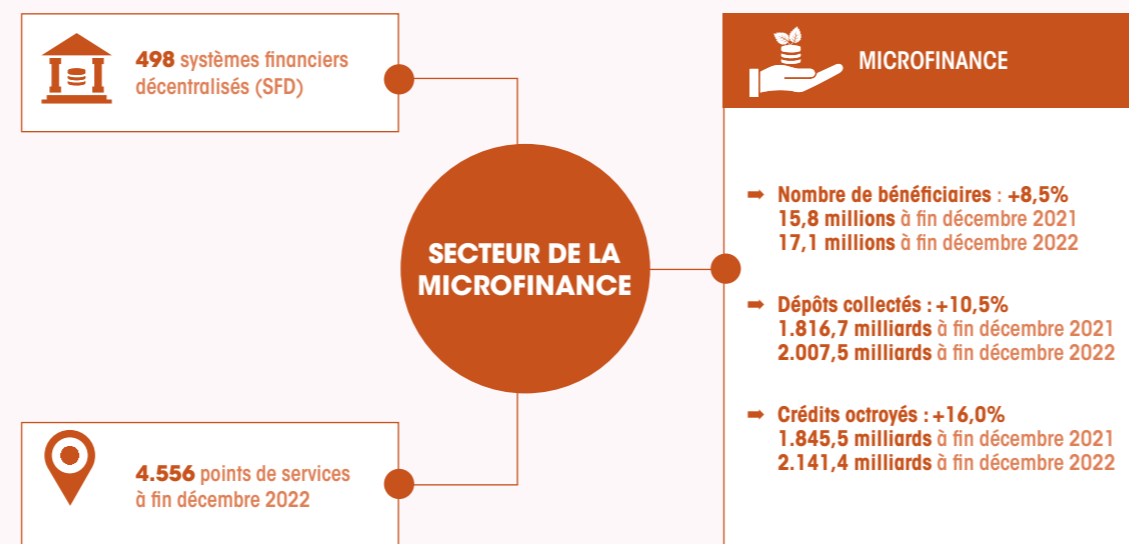 498 systèmes financiers
décentralisés (SFD)
SECTEUR DE LA
MICROFINANCE
4.556 points de services
à fin décembre 2022
MICROFINANCE
➡ Nombre de bénéficiaires : +8,5%
15,8 millions à fin décembre 2021
17,1 millions à fin décembre 2022
➡ Dépôts collectés : +10,5%
1.816,7 milliards à fin décembre 2021
2.007,5 milliards à fin décembre 2022
➡ Crédits octroyés : +16,0%
1.845,5 milliards à fin décembre 2021
2.141,4 milliards à fin décembre 2022